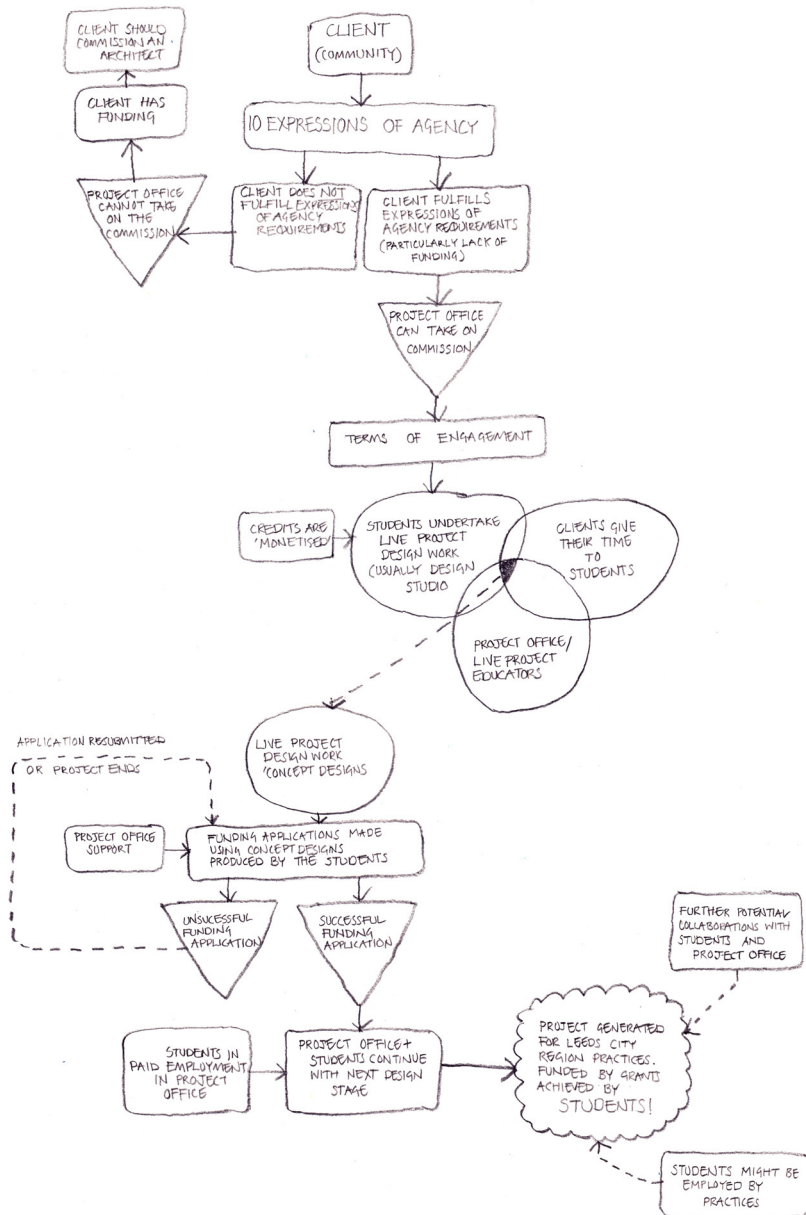 CLIENT SHOULD
COMMISSION AN
ARCHITECT
CLIENT
(COMMUNITY)
CLIENT HAS
FUNDING
10 EXPRESSIONS OF AGENCY
PROJECT OFFICE
CANNOT TAKE
ON THE
COMMISSION
CLIENT DOES NOT
FULFILL EXPRESSIONS
OF AGENCY
REQUIREMENTS
CLIENT FULFILLS
EXPRESSIONS OF
AGENCY REQUIREMENTS
(PARTICULARLY LACK OF
FUNDING)
PROJECT OFFICE
CAN TAKE ON
COMMISSION
TERMS OF ENGAGEMENT
CREDITS ARE
'MONETISED'
STUDENTS UNDERTAKE
LIVE PROJECT
DESIGN WORK
(USUALLY DESIGN
STUDIO
CLIENTS GIVE
THEIR TIME
TO
STUDENTS
PROJECT OFFICE/
LIVE PROJECT
EDUCATORS
LIVE PROJECT
DESIGN WORK
'CONCEPT DESIGNS
APPLICATION RESUBMITTED
OR PROJECT ENDS
PROJECT OFFICE
SUPPORT
FUNDING APPLICATIONS MADE
USING CONCEPT DESIGNS
PRODUCED BY THE STUDENTS
UNSUCESSFUL
FUNDING
APPLICATION
SUCCESSFUL
FUNDING
APPLICATION
FURTHER POTENTIAL
COLLABORATIONS WITH
STUDENTS AND
PROJECT OFFICE
STUDENTS IN
PAID EMPLOYMENT
IN PROJECT
OFFICE
PROJECT OFFICE+
STUDENTS CONTINUE
WITH NEXT DESIGN
STAGE
PROJECT GENERATED
FOR LEEDS CITY
REGION PRACTICES.
FUNDED BY GRANTS
ACHIEVED BY
STUDENTS!
STUDENTS MIGHT BE
EMPLOYED BY
PRACTICES